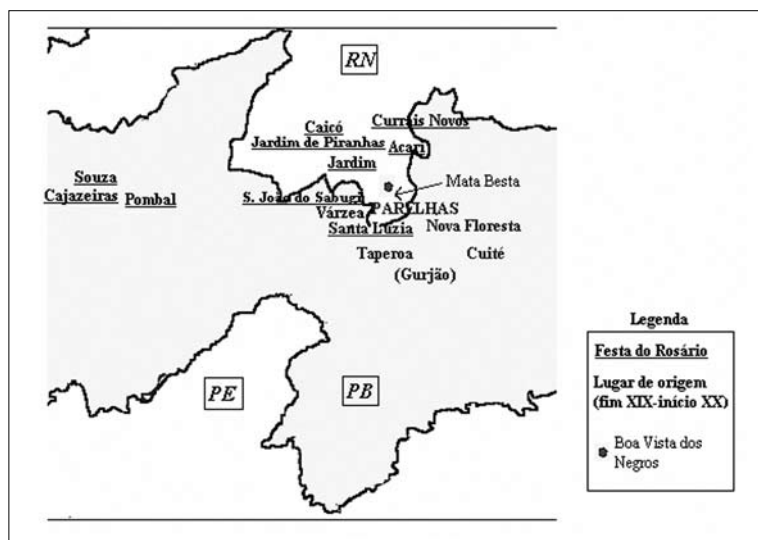 RN
Caicó
Currais Novos
Jardim de Piranhas
Acari
Jardim
Souza
Mata Besta
Cajazeiras
Pombal
S. João do Sabugi
Várzea
PARELHAS
Santa Luzia
Nova Floresta
Taperoa
Cuité
(Gurjão)
PE
PB
Legenda
Festa do Rosário
Lugar de origem
(fim XIX-início XX)
Boa Vista dos
Negros